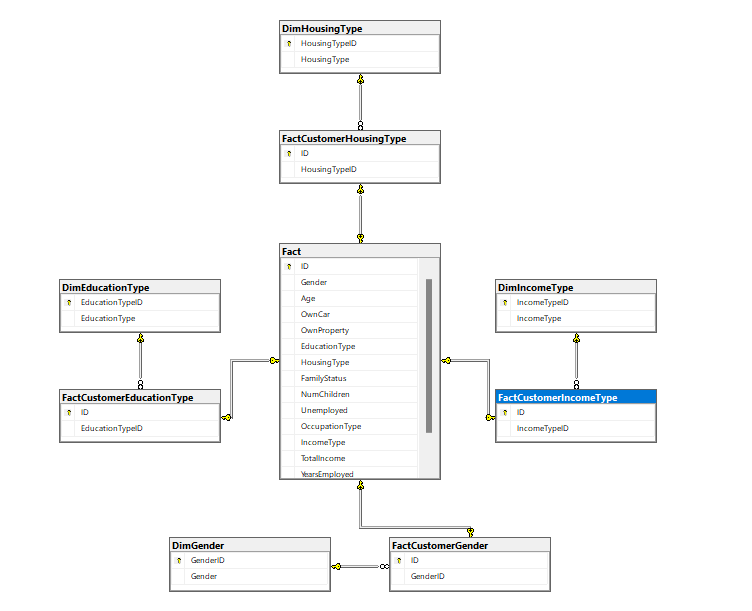 DimHousingType
HousingTypeID
HousingType
FactCustomerHousingType
ID
HousingTypeID
Fact
ID
Gender
Age
OwnCar
OwnProperty
EducationType
HousingType
FamilyStatus
NumChildren
Unemployed
OccupationType
IncomeType
TotalIncome
YearsEmployed
DimEducationType
EducationTypeID
EducationType
FactCustomerEducationType
ID
EducationTypeID
DimIncomeType
IncomeTypeID
IncomeType
FactCustomerIncomeType
ID
IncomeTypeID
DimGender
GenderID
Gender
FactCustomerGender
ID
GenderID